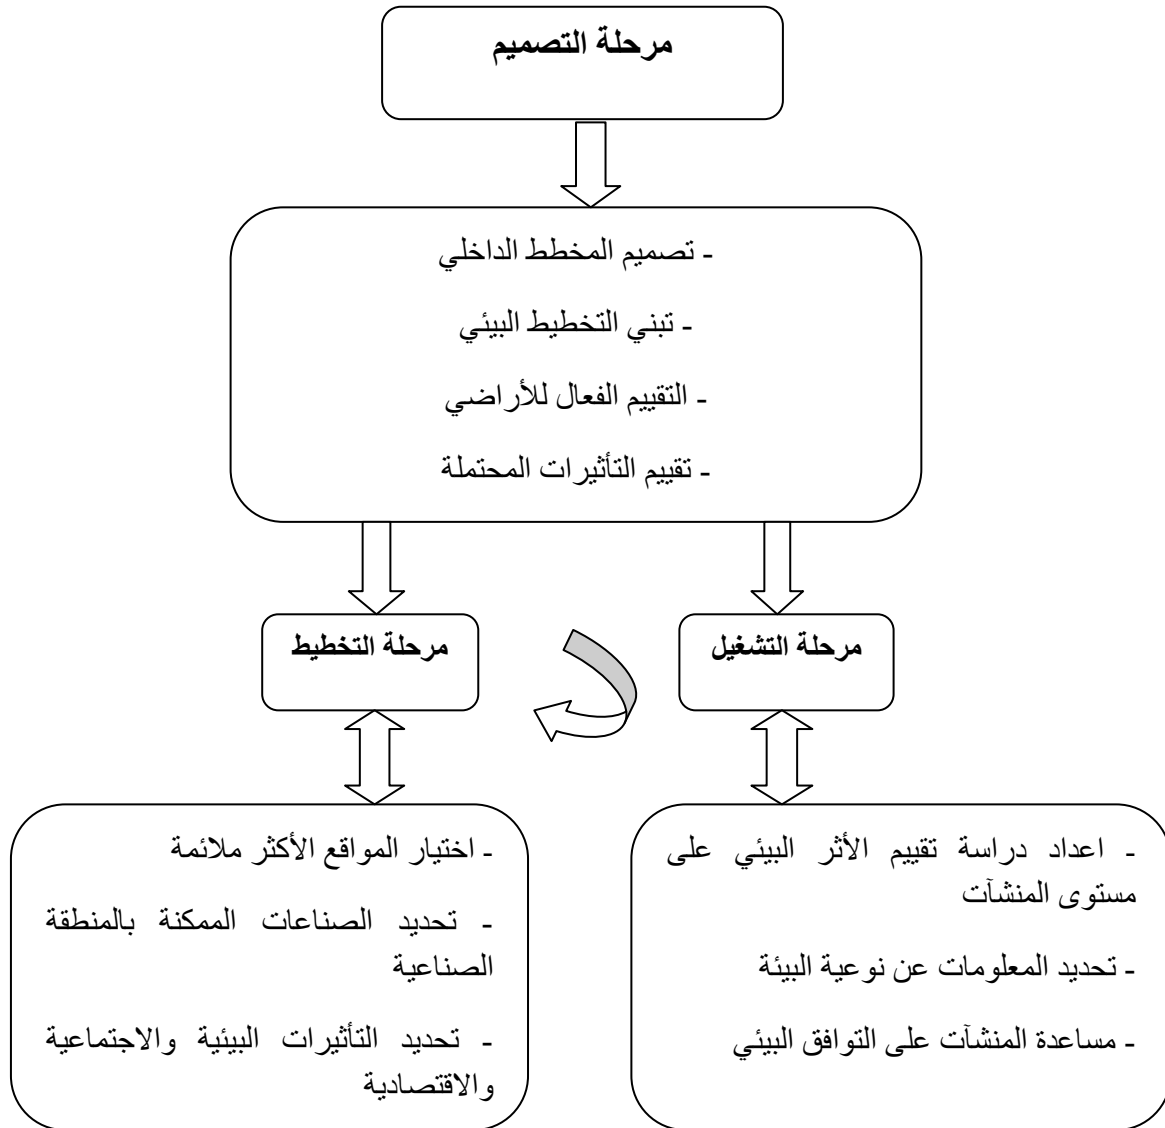 مرحلة التصميم
- تصميم المخطط الداخلي
- تبني التخطيط البيئي
- التقييم الفعال للأراضي
- تقييم التأثيرات المحتملة
مرحلة التشغيل
مرحلة التخطيط
- اعداد دراسة تقييم الأثر البيئي على
مستوى المنشآت
- تحديد المعلومات عن نوعية البيئة
- مساعدة المنشآت على التوافق البيئي
- اختيار المواقع الأكثر ملائمة
- تحديد الصناعات الممكنة بالمنطقة
الصناعية
- تحديد التأثيرات البيئية والاجتماعية
والاقتصادية